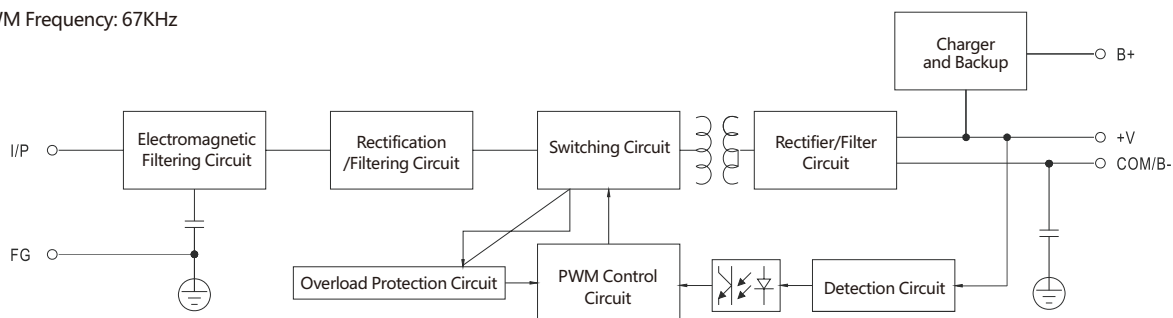 PWM Frequency: 67KHz
Charger
and Backup
B+
I/P
Electromagnetic
Filtering Circuit
Rectification
/Filtering Circuit
Switching Circuit
Rectifier/Filter
Circuit
+V
COM/B-
FG
Overload Protection Circuit
PWM Control
Circuit
Detection Circuit